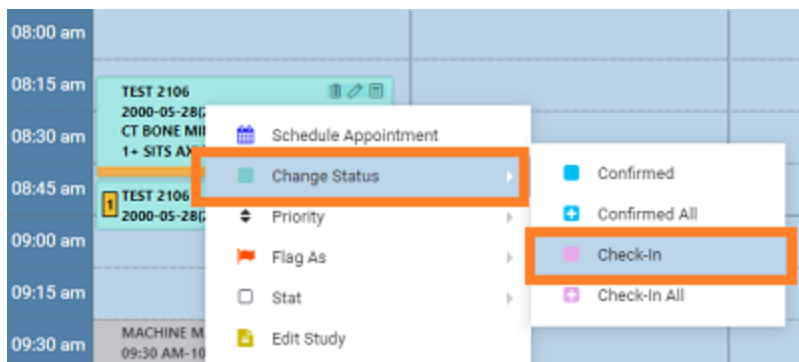 08:00 am
08:15 am
TEST 2106
2000-05-28(
CT BONE MI
1+ SITS AX
08:30 am
08:45 am
1
TEST 2106
2000-05-28(
09:00 am
09:15 am
09:30 am
MACHINE M
09:30 AM-10
Schedule Appointment
Change Status
Priority
Flag As
Stat
Edit Study
Confirmed
Confirmed All
Check-In
Check-In All